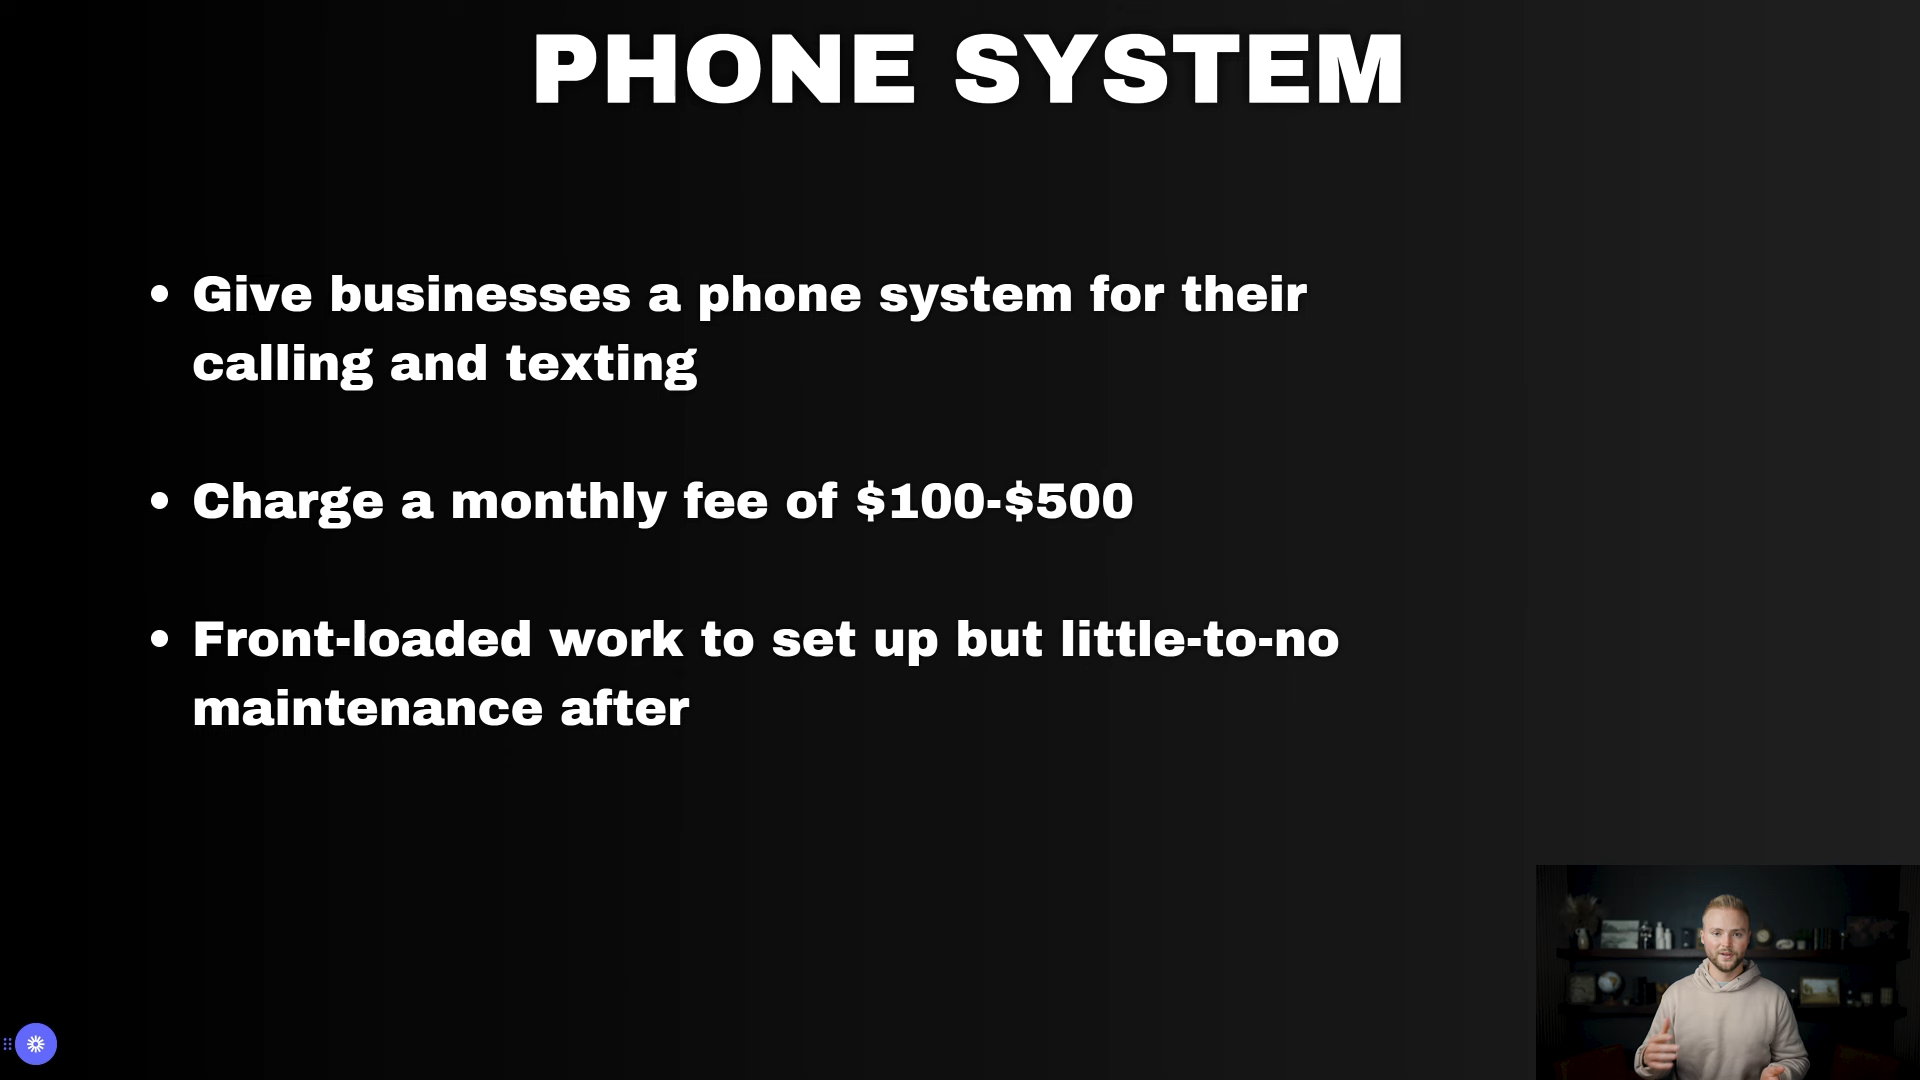 PHONE SYSTEM
• Give businesses a phone system for their
calling and texting
• Charge a monthly fee of $100-$500
• Front-loaded work to set up but little-to-no
maintenance after